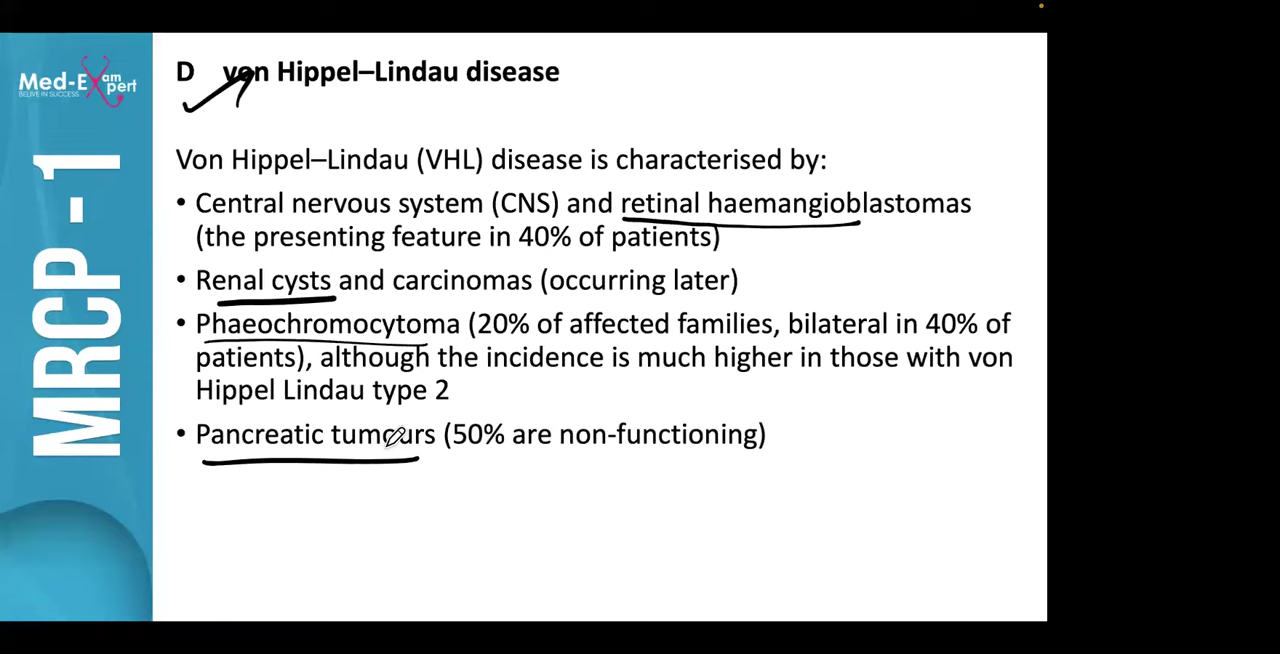 Med-Exam
Expert
BELIVE IN SUCCESS
MRCP -1
D von Hippel–Lindau disease
Von Hippel–Lindau (VHL) disease is characterised by:
• Central nervous system (CNS) and retinal haemangioblastomas
(the presenting feature in 40% of patients)
• Renal cysts and carcinomas (occurring later)
• Phaeochromocytoma (20% of affected families, bilateral in 40% of
patients), although the incidence is much higher in those with von
Hippel Lindau type 2
• Pancreatic tumours (50% are non-functioning)